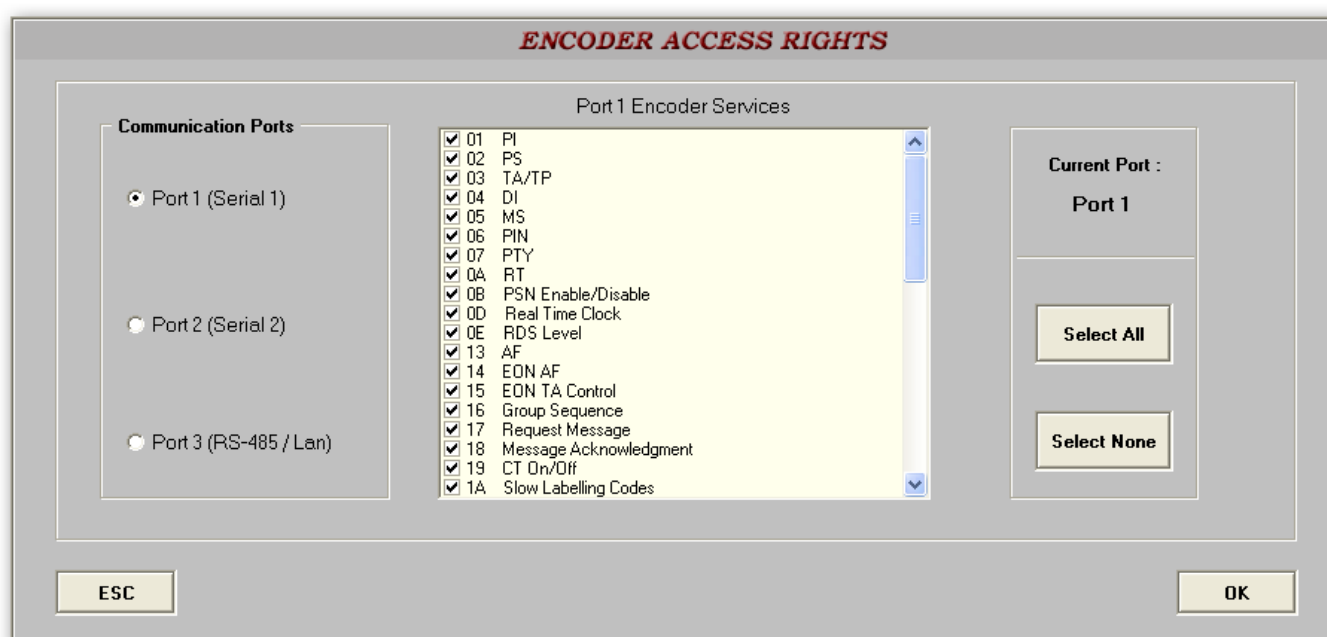 ENCODER ACCESS RIGHTS
Communication Ports
Port 1 (Serial 1)
Port 2 (Serial 2)
Port 3 (RS-485 / Lan)
Port 1 Encoder Services
01 PI
02 PS
03 TA/TP
04 DI
05 MS
06 PIN
07 PTY
0A RT
0B PSN Enable/Disable
0D Real Time Clock
0E RDS Level
13 AF
14 EON AF
15 EON TA Control
16 Group Sequence
17 Request Message
18 Message Acknowledgment
19 CT On/Off
1A Slow Labelling Codes
Current Port :
Port 1
Select All
Select None
ESC
OK